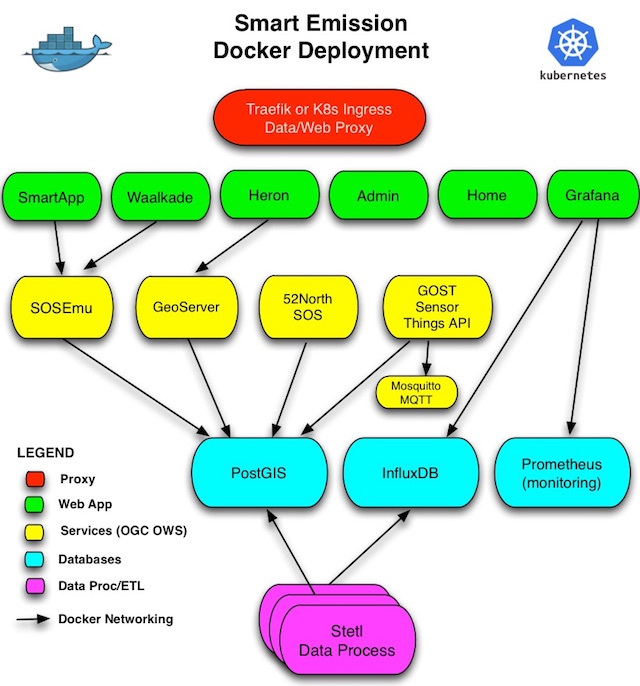 Smart Emission
Docker Deployment
kubernetes
Traefik or K8s Ingress
Data/Web Proxy
SmartApp
Waalkade
Heron
Admin
Home
Grafana
SOSEmu
GeoServer
52North
SOS
GOST
Sensor
Things API
Mosquitto
MQTT
PostGIS
InfluxDB
Prometheus
(monitoring)
LEGEND
Proxy
Web App
Services (OGC OWS)
Databases
Data Proc/ETL
Docker Networking
Stetl
Data Process